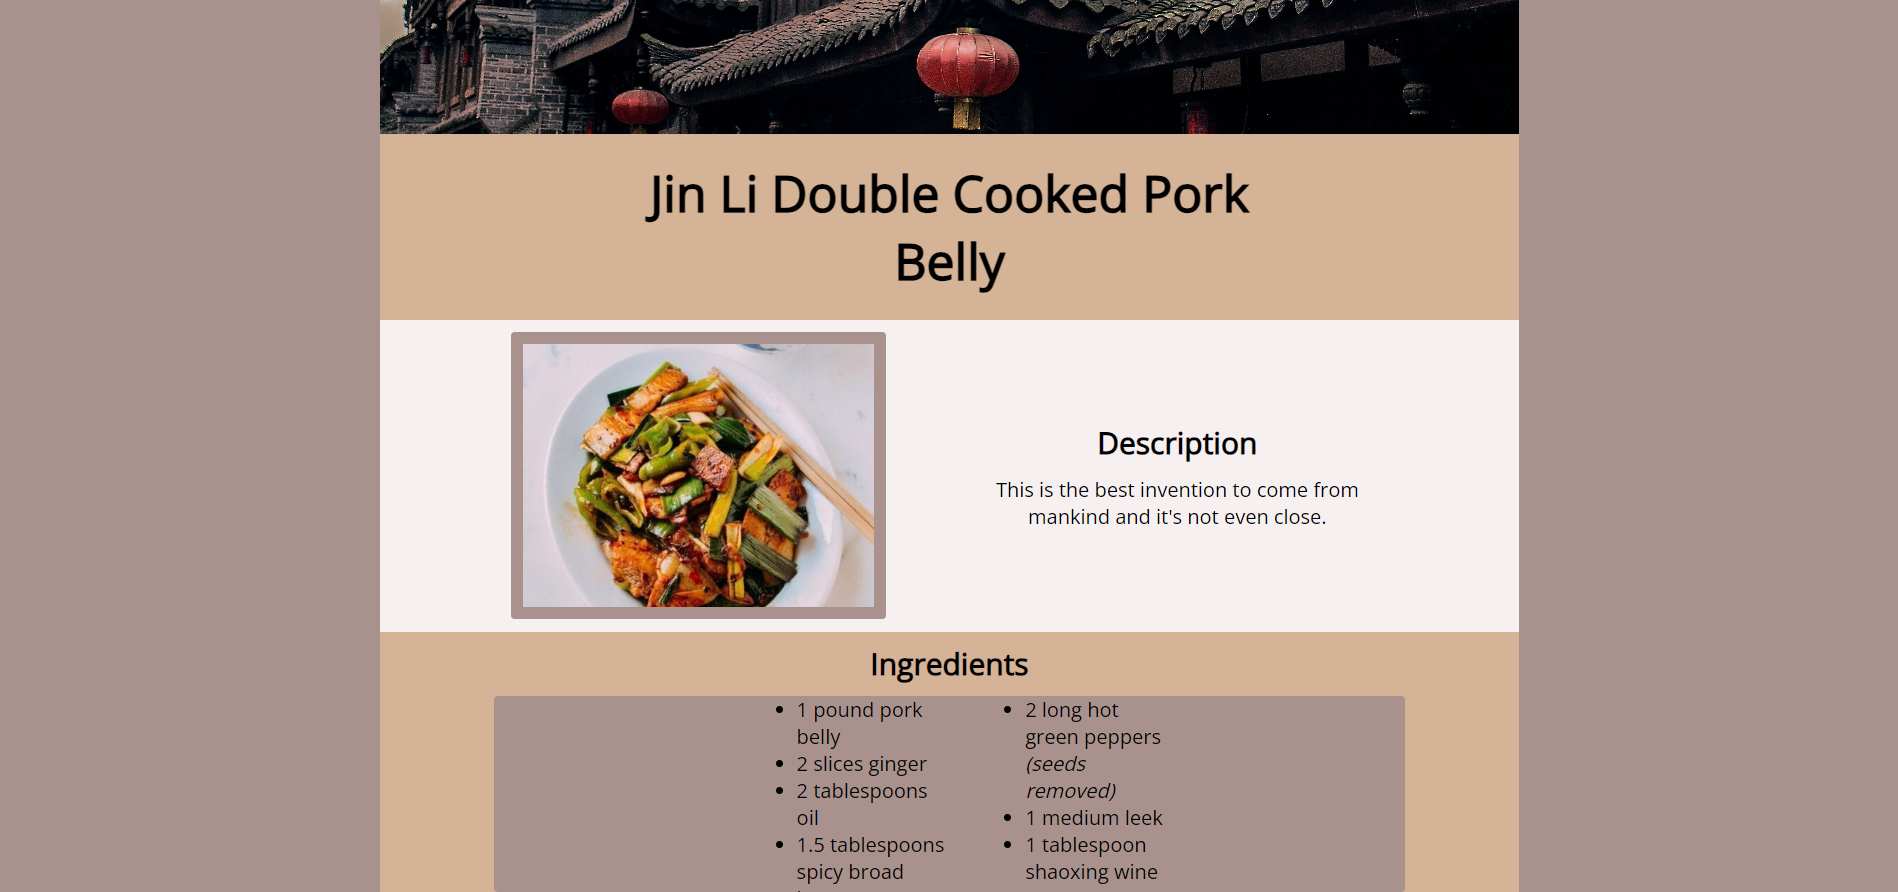 Jin Li Double Cooked Pork
Belly
Description
This is the best invention to come from
mankind and it's not even close.
Ingredients
1 pound pork
belly
2 slices ginger
2 tablespoons
oil
1.5 tablespoons
spicy broad
2 long hot
green peppers
(seeds
removed)
1 medium leek
1 tablespoon
shaoxing wine